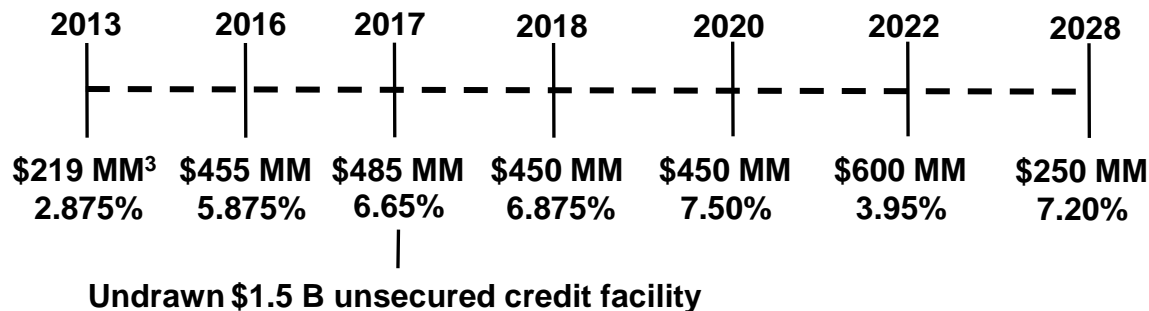 2013 2016 2017 2018 2020 2022 2028
$219 MM³ $455 MM $485 MM $450 MM $450 MM $600 MM $250 MM
2.875% 5.875% 6.65% 6.875% 7.50% 3.95% 7.20%
Undrawn $1.5 B unsecured credit facility